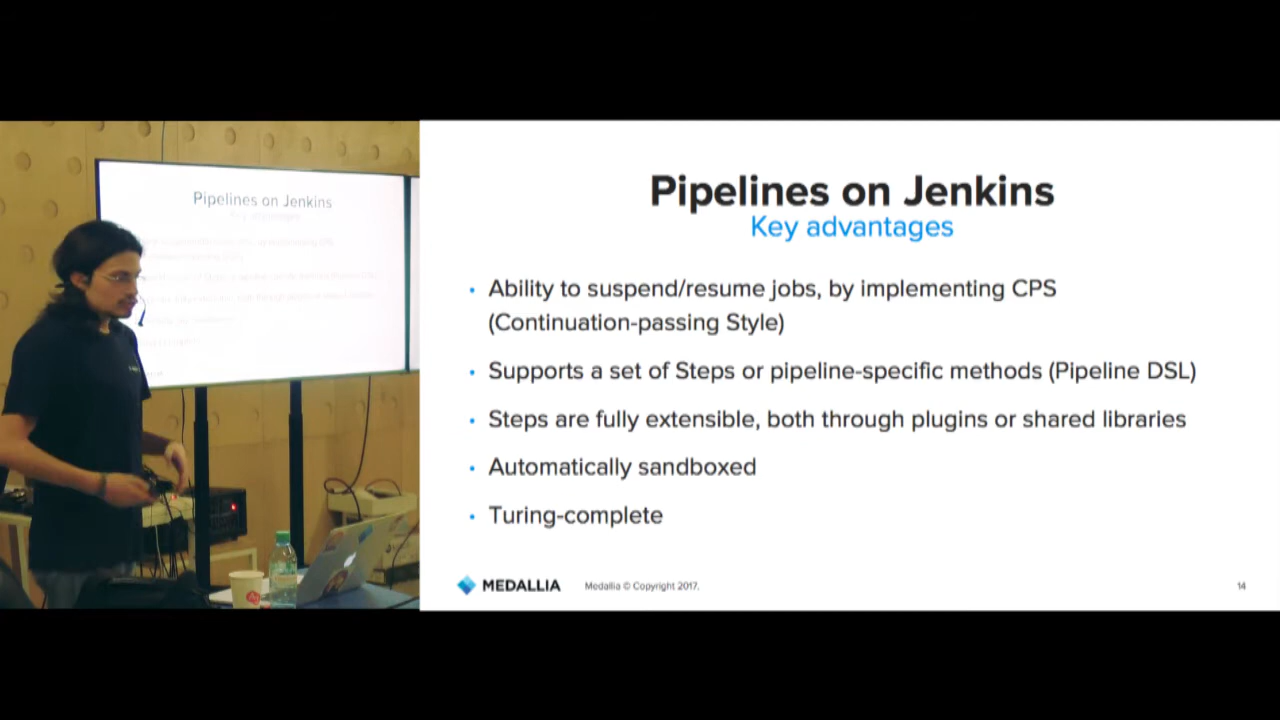 Pipelines on Jenkins
Key advantages
Pipelines on Jenkins
Key advantages
• Ability to suspend/resume jobs, by implementing CPS
(Continuation-passing Style)
• Supports a set of Steps or pipeline-specific methods (Pipeline DSL)
• Steps are fully extensible, both through plugins or shared libraries
• Automatically sandboxed
• Turing-complete
MEDALLIA Medallia © Copyright 2017. 14